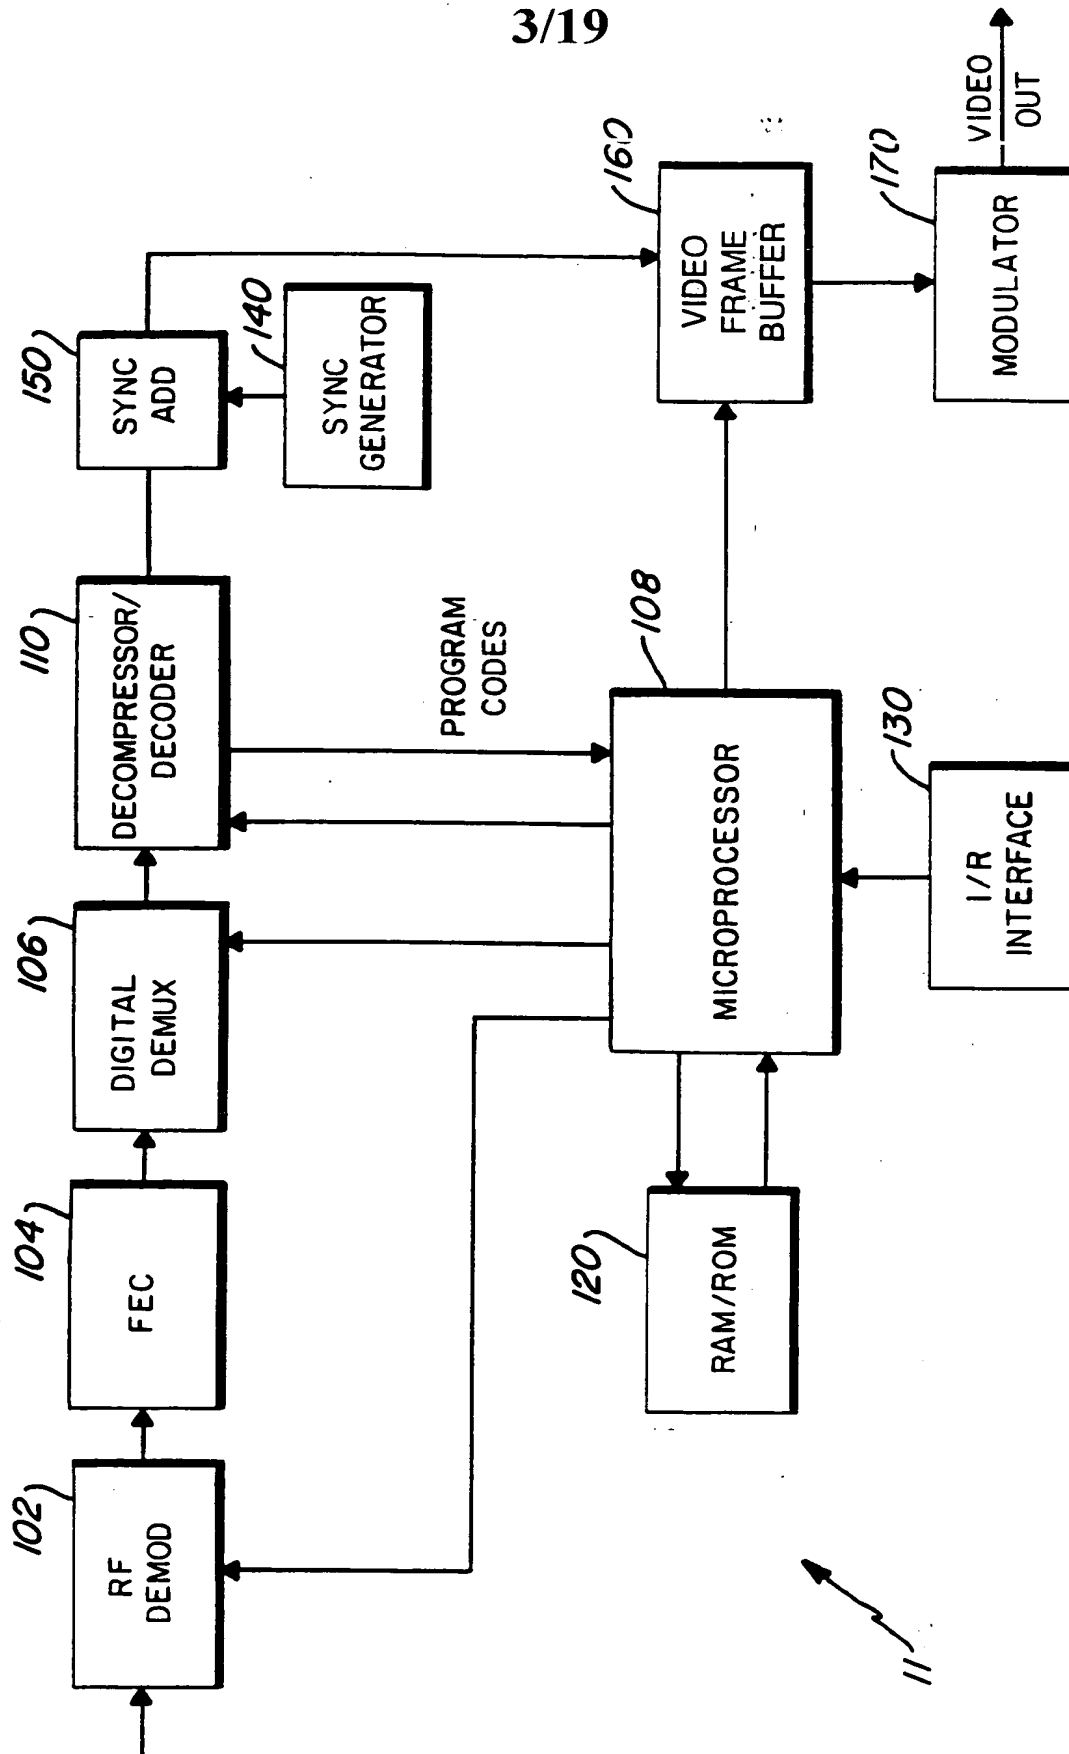 3/19
102
RF
DEMOD
104
FEC
106
DIGITAL
DEMUX
110
DECOMPRESSOR/
DECODER
150
SYNC
ADD
140
SYNC
GENERATOR
PROGRAM
CODES
120
RAM/ROM
108
MICROPROCESSOR
160
VIDEO
FRAME
BUFFER
130
I/R
INTERFACE
170
MODULATOR
VIDEO
OUT
11